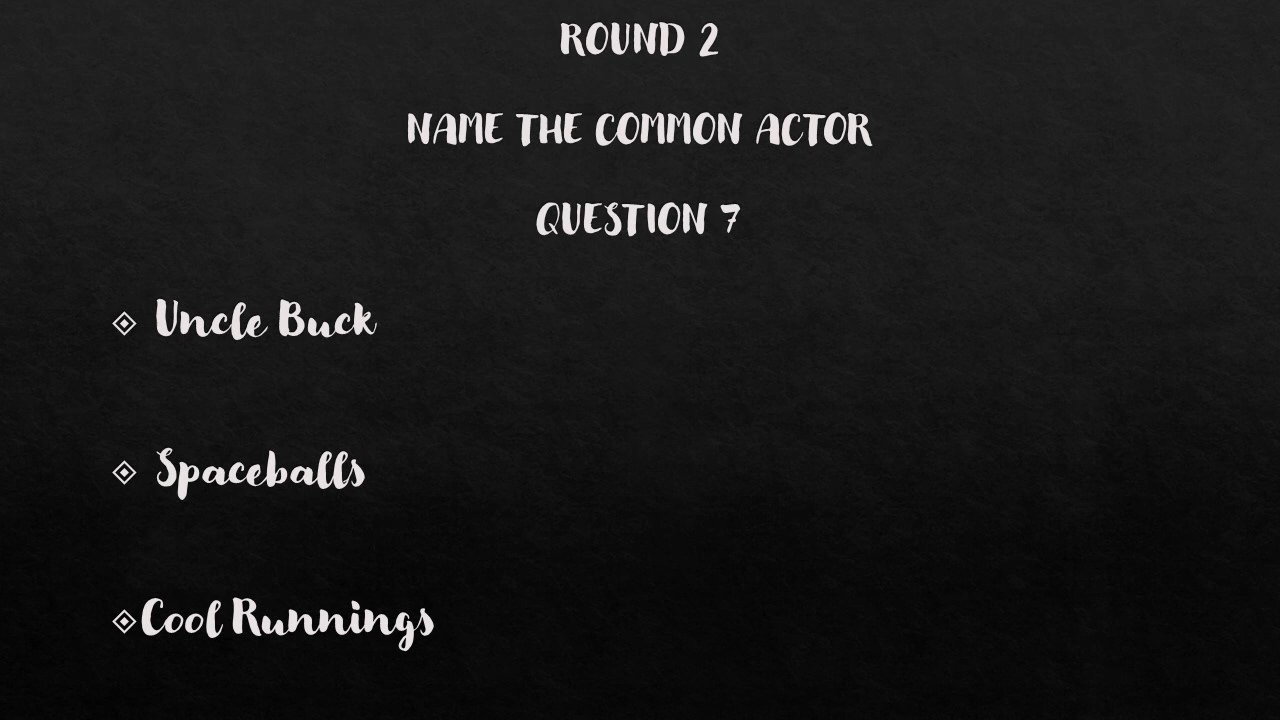 ROUND 2
NAME THE COMMON ACTOR
QUESTION 7
Uncle Buck
Spaceballs
Cool Runnings